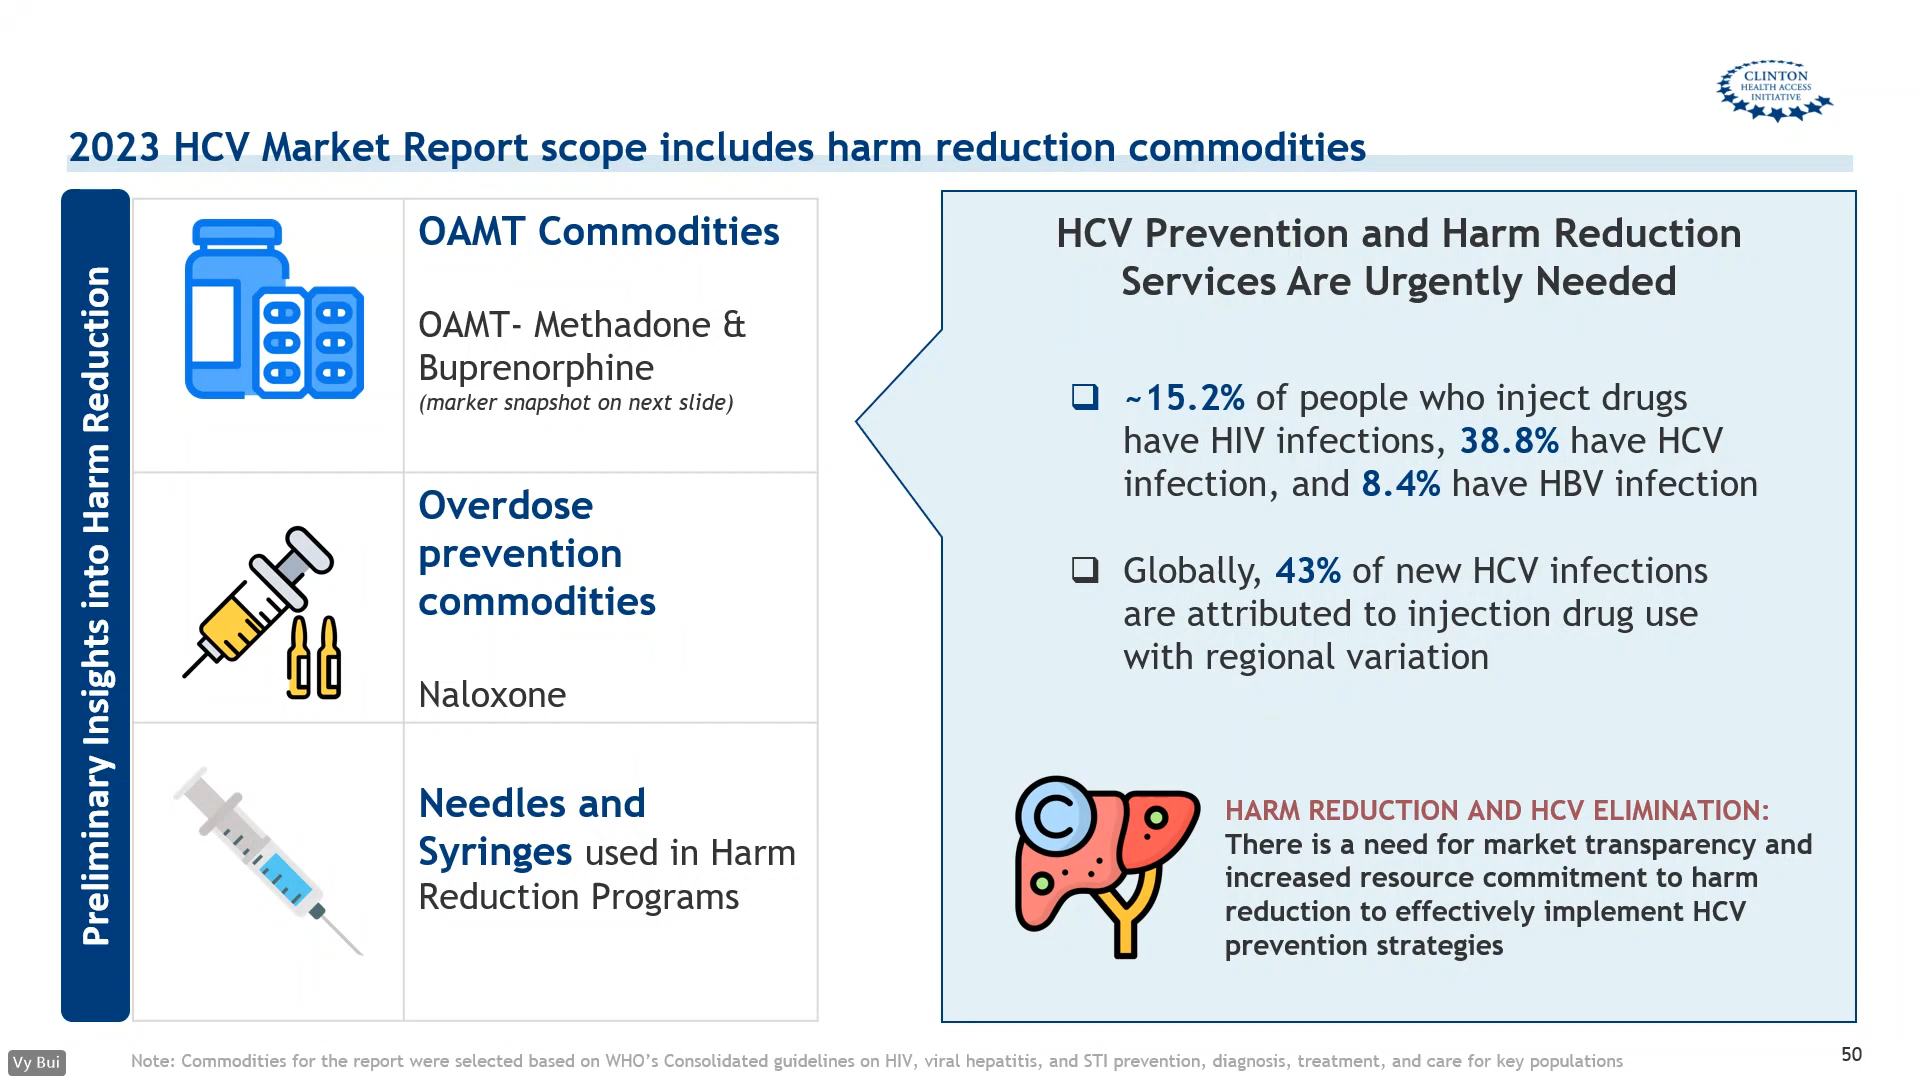 CLINTON
HEALTH ACCESS
INITIATIVE
2023 HCV Market Report scope includes harm reduction commodities
Preliminary Insights into Harm Reduction
OAMT Commodities
OAMT- Methadone &
Buprenorphine
(marker snapshot on next slide)
Overdose
prevention
commodities
Naloxone
Needles and
Syringes used in Harm
Reduction Programs
HCV Prevention and Harm Reduction
Services Are Urgently Needed
❑ ~15.2% of people who inject drugs
have HIV infections, 38.8% have HCV
infection, and 8.4% have HBV infection
❑ Globally, 43% of new HCV infections
are attributed to injection drug use
with regional variation
C
HARM REDUCTION AND HCV ELIMINATION:
There is a need for market transparency and
increased resource commitment to harm
reduction to effectively implement HCV
prevention strategies
Vy Bui
Note: Commodities for the report were selected based on WHO’s Consolidated guidelines on HIV, viral hepatitis, and STI prevention, diagnosis, treatment, and care for key populations
50